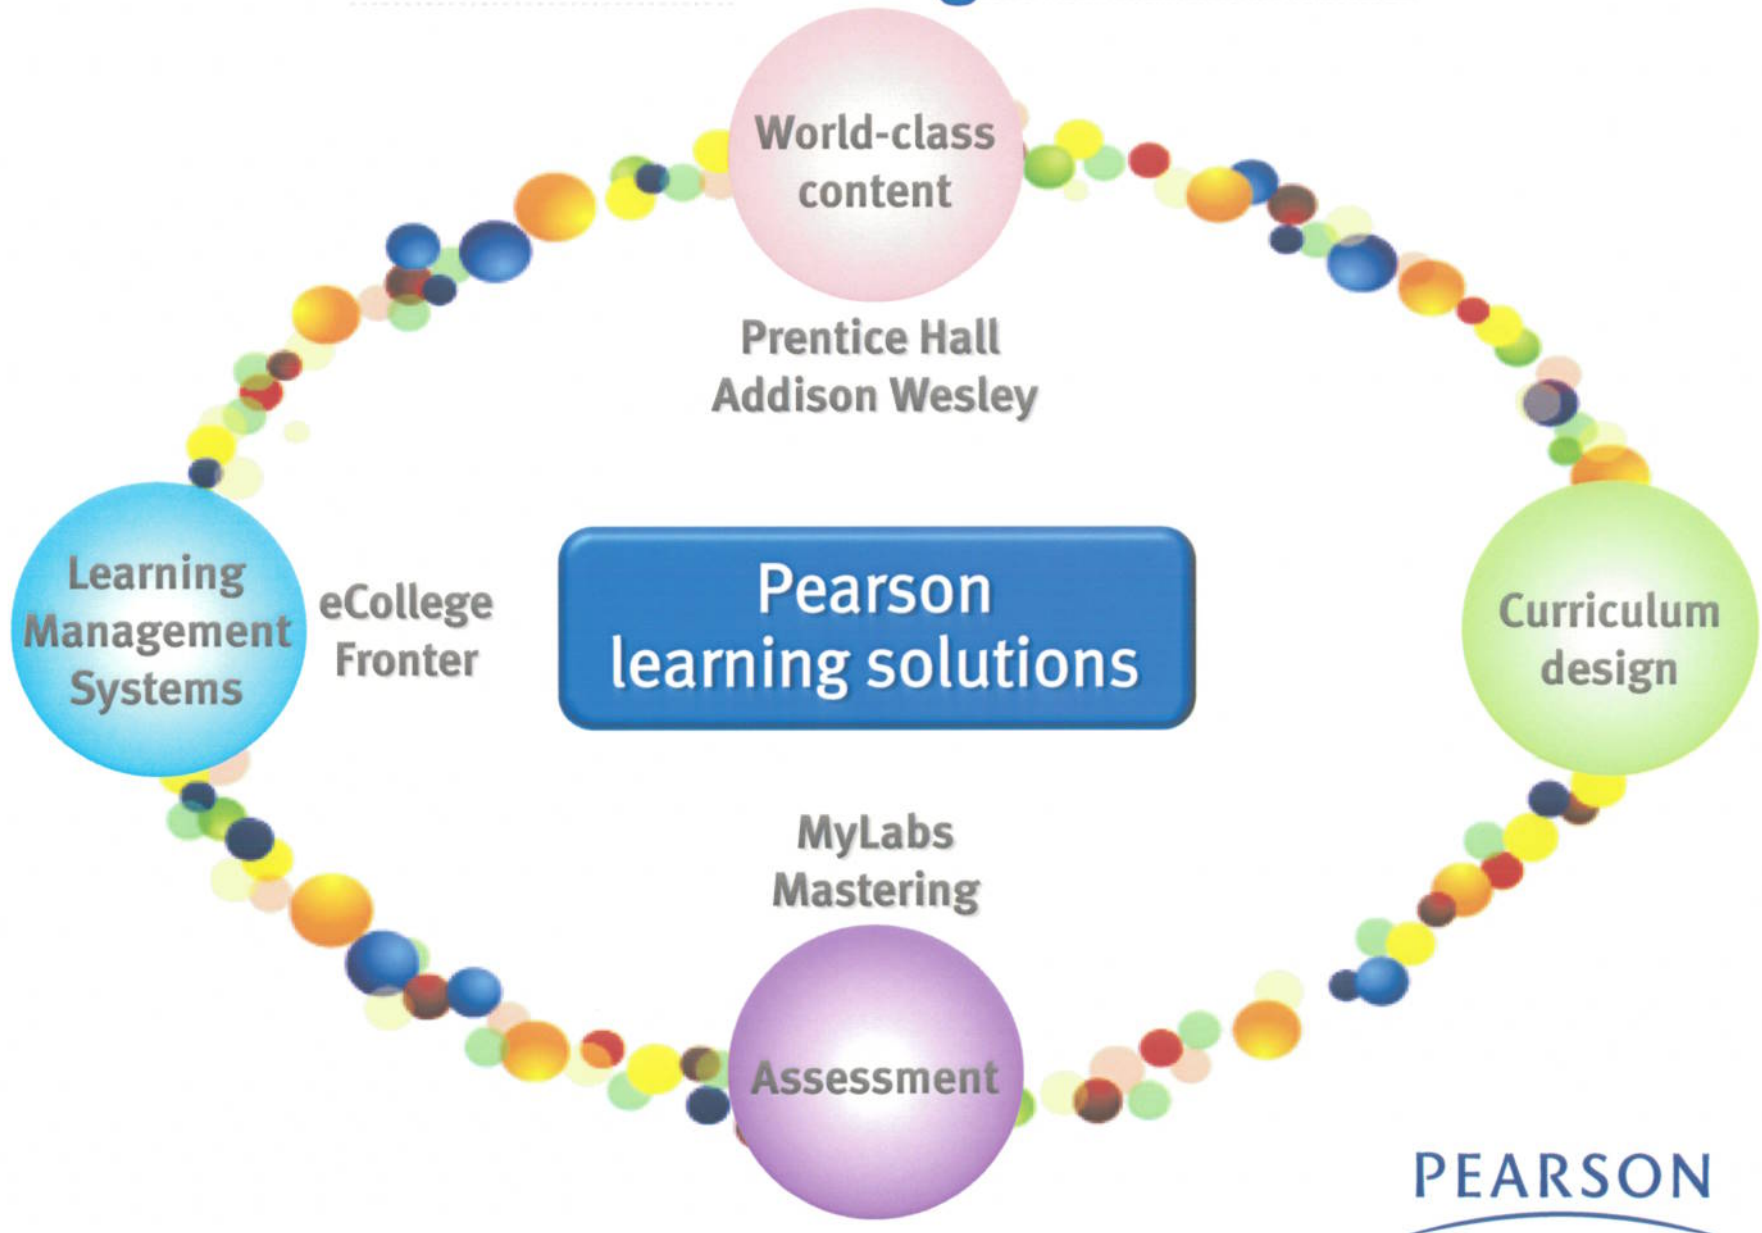 World-class
content
Prentice Hall
Addison Wesley
Learning
Management
Systems
eCollege
Fronter
Pearson
learning solutions
Curriculum
design
MyLabs
Mastering
Assessment
PEARSON